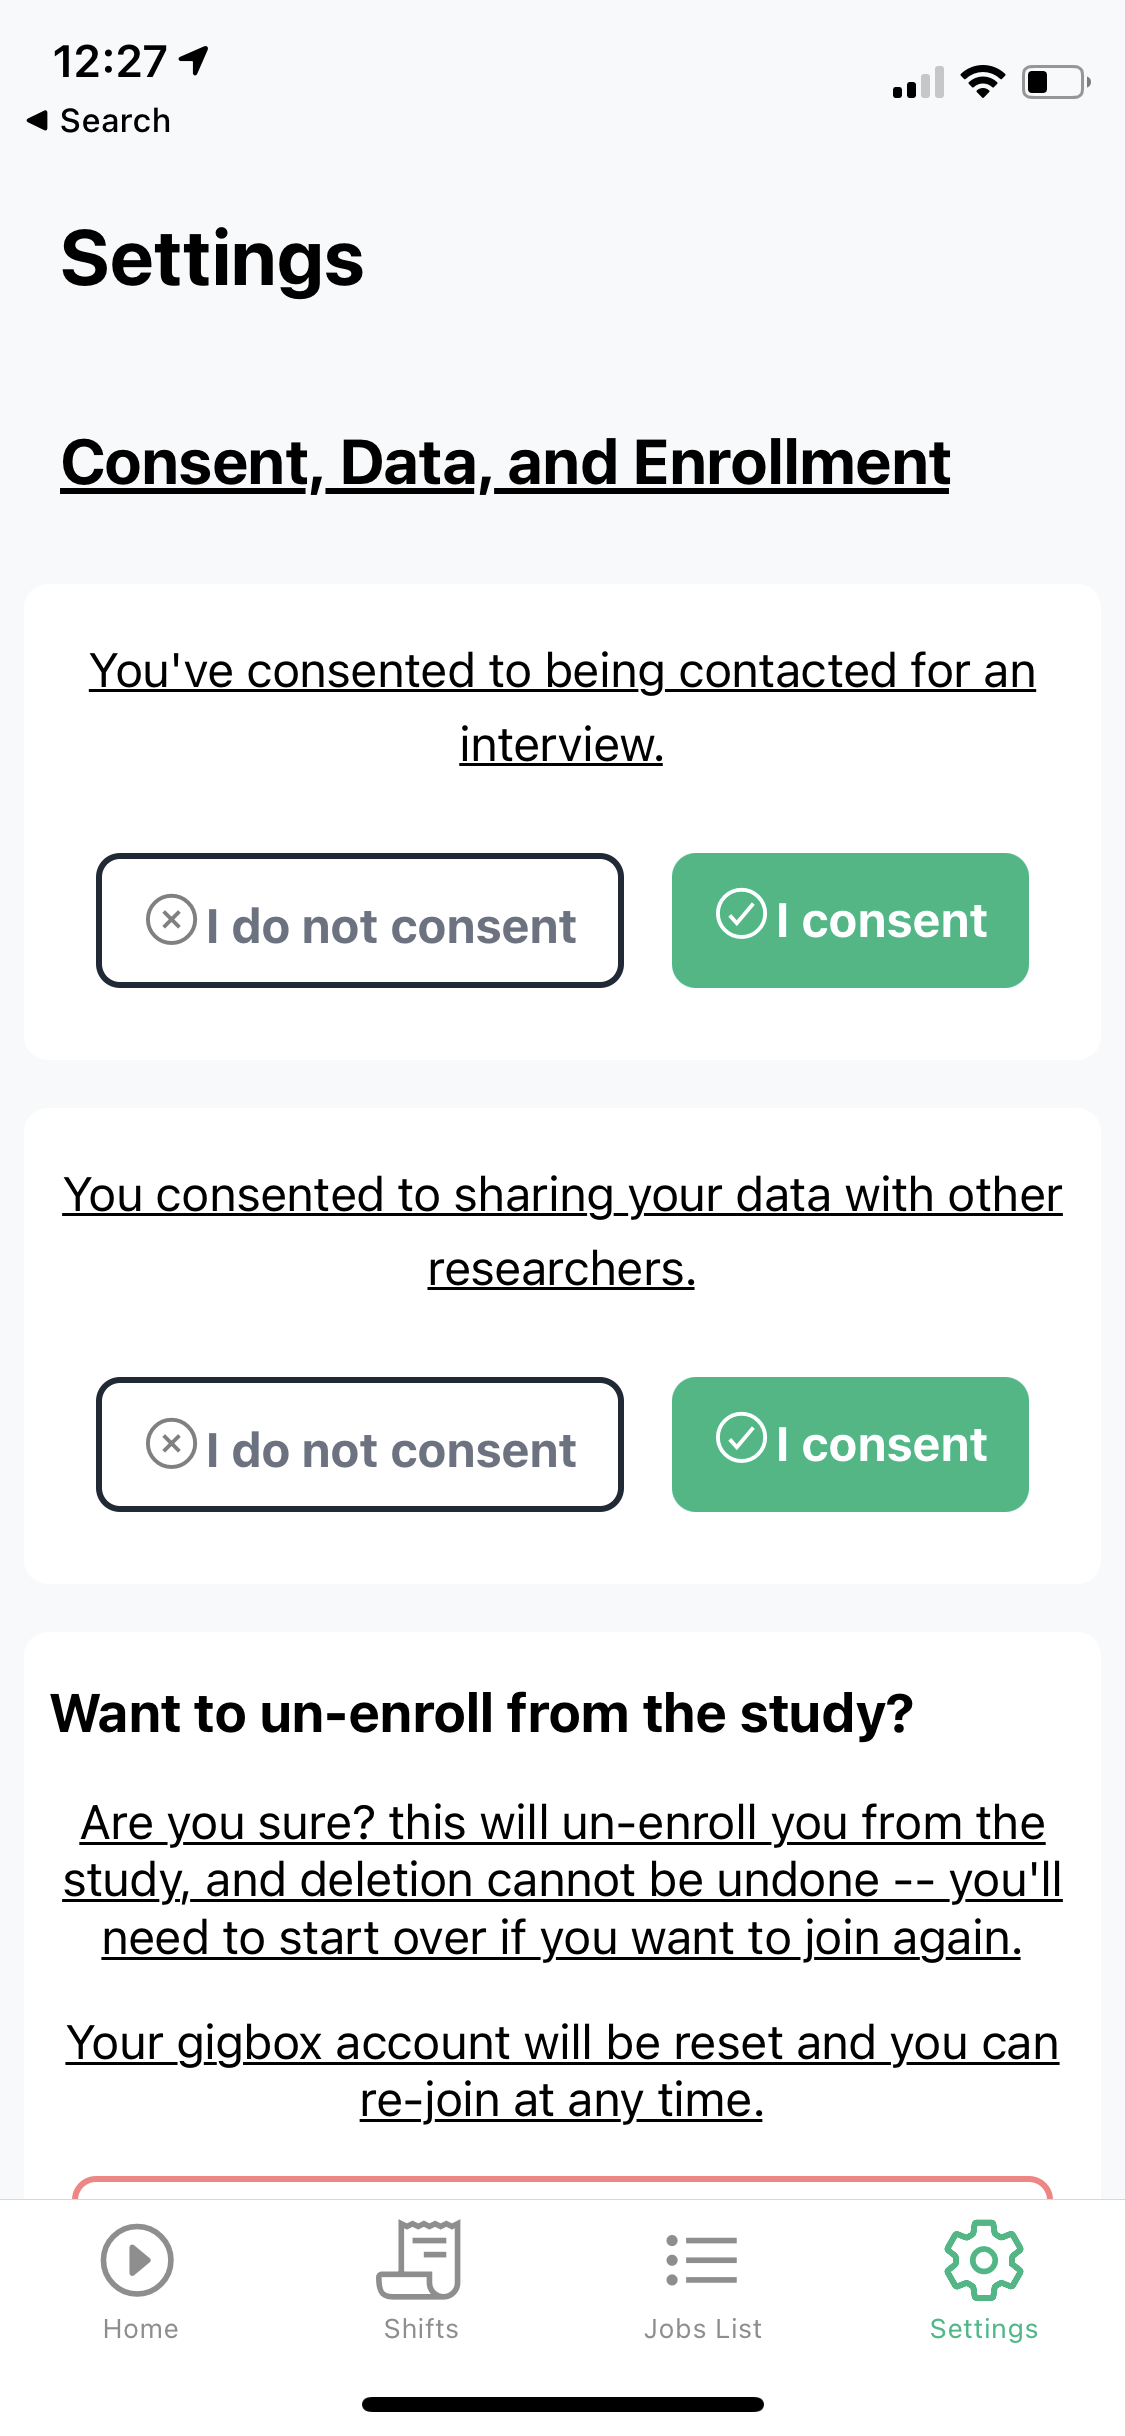 12:27
Search
Settings
Consent, Data, and Enrollment
You've consented to being contacted for an
interview.
I do not consent
I consent
You consented to sharing your data with other
researchers.
I do not consent
I consent
Want to un-enroll from the study?
Are you sure? this will un-enroll you from the
study, and deletion cannot be undone -- you'll
need to start over if you want to join again.
Your gigbox account will be reset and you can
re-join at any time.
Home
Shifts
Jobs List
Settings